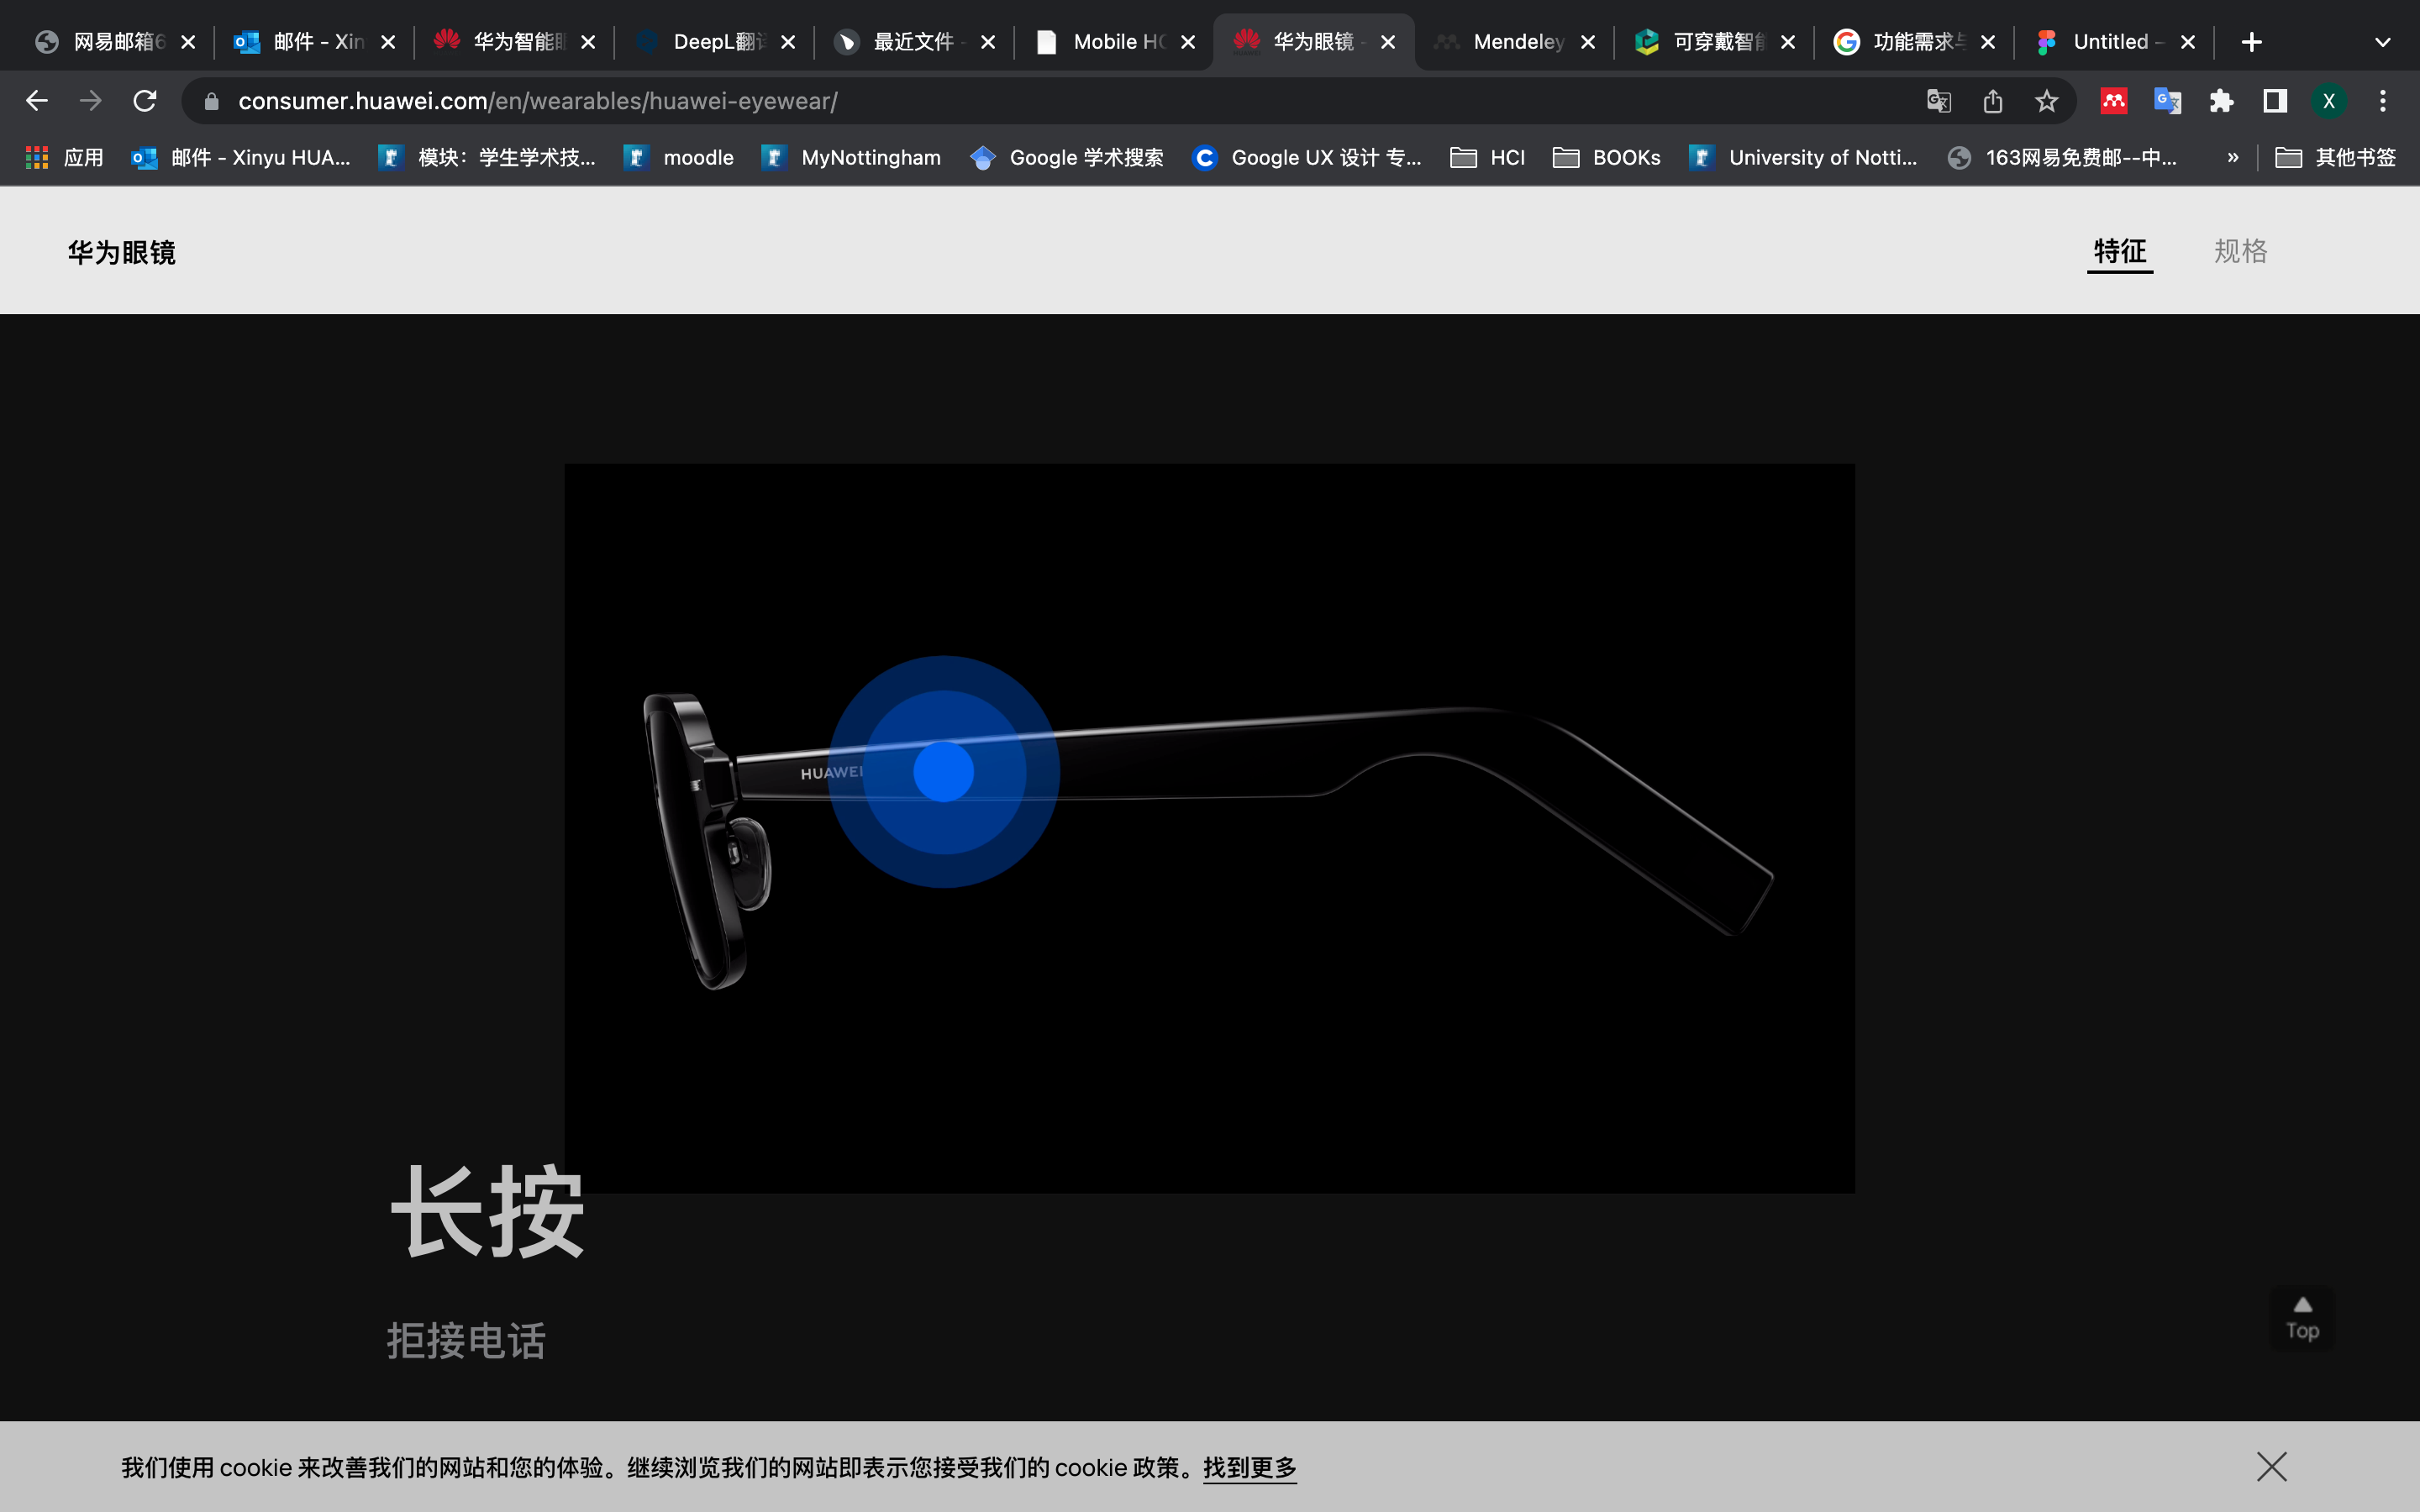 网易邮箱6
邮件 - Xin
华为智能
DeepL翻
最近文件 -
Mobile HC
华为眼镜 -
Mendeley
可穿戴智能
功能需求与
Untitled –
consumer.huawei.com/en/wearables/huawei-eyewear/
X
应用
邮件 - Xinyu HUA...
模块：学生学术技...
moodle
MyNottingham
Google 学术搜索
Google UX 设计 专...
HCI
BOOKs
University of Notti...
163网易免费邮--中...
»
其他书签
华为眼镜
特征
规格
HUAWEI
长按
拒接电话
Top
我们使用 cookie 来改善我们的网站和您的体验。继续浏览我们的网站即表示您接受我们的 cookie 政策。找到更多